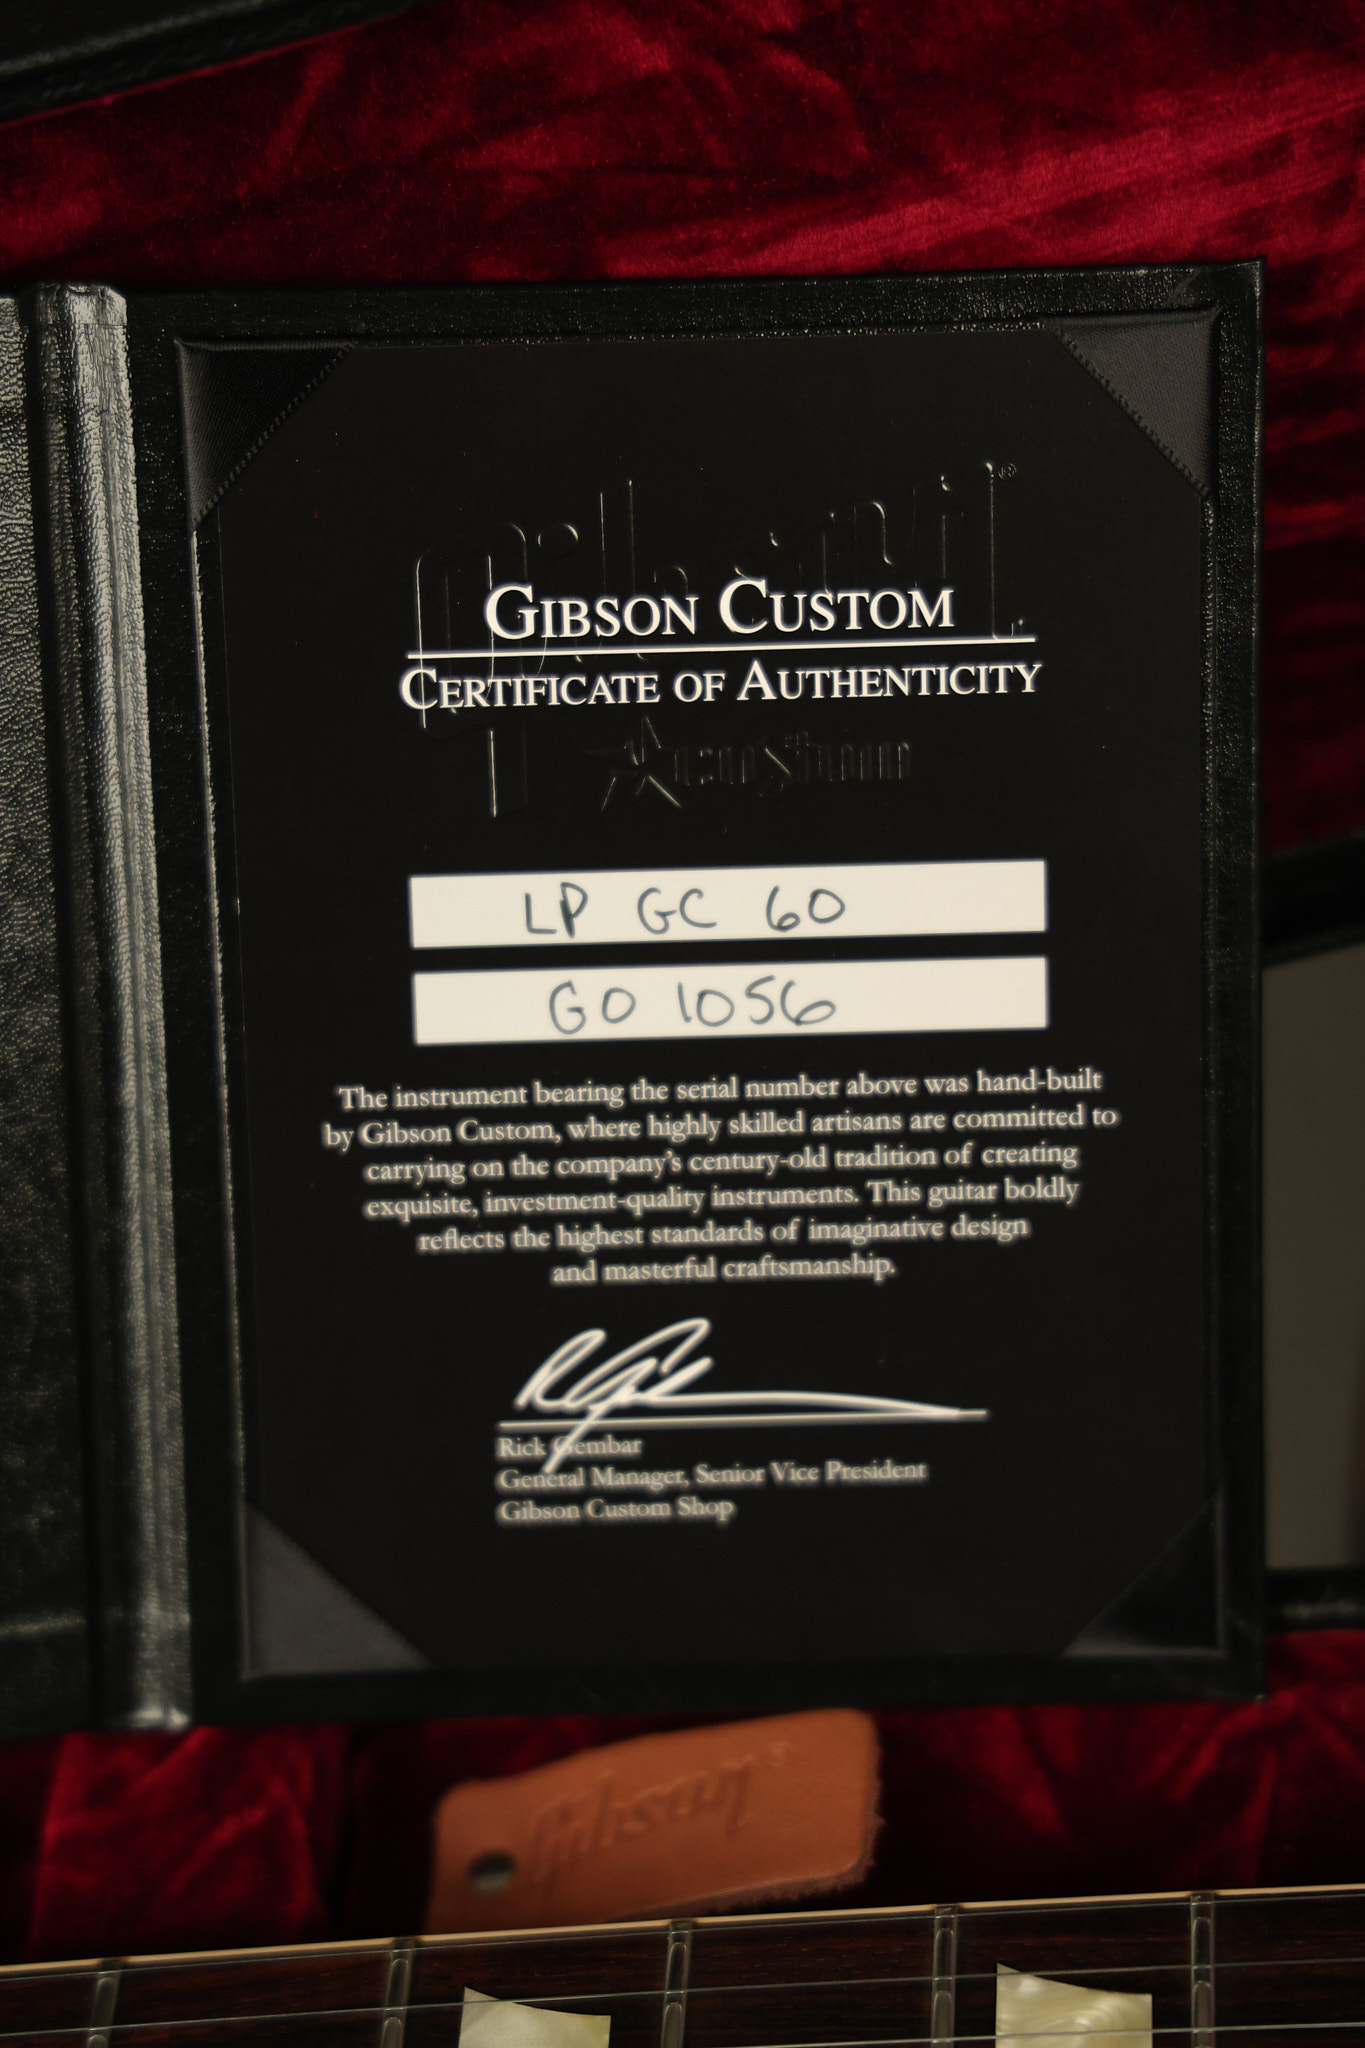 Gibson®
GIBSON CUSTOM
CERTIFICATE OF AUTHENTICITY
LP GC 60
GO 1056
The instrument bearing the serial number above was hand-built
by Gibson Custom, where highly skilled artisans are committed to
carrying on the company's century-old tradition of creating
exquisite, investment-quality instruments. This guitar boldly
reflects the highest standards of imaginative design
and masterful craftsmanship.
Rick Gembar
General Manager, Senior Vice President
Gibson Custom Shop
Gibson®